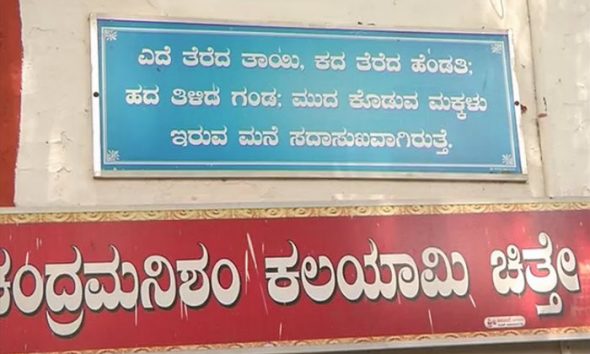 ಎದೆ ತೆರೆದ ತಾಯಿ, ಕದ ತೆರೆದ ಹೆಂಡತಿ;
ಹದ ತಿಳಿದ ಗಂಡ: ಮುದ ಕೊಡುವ ಮಕ್ಕಳು
ಇರುವ ಮನೆ ಸದಾಸುಖವಾಗಿರುತ್ತೆ.
ಕಂದ್ರಮನಿಶಂ ಕಲಯಾಮಿ ಚಿತ್ತೇ